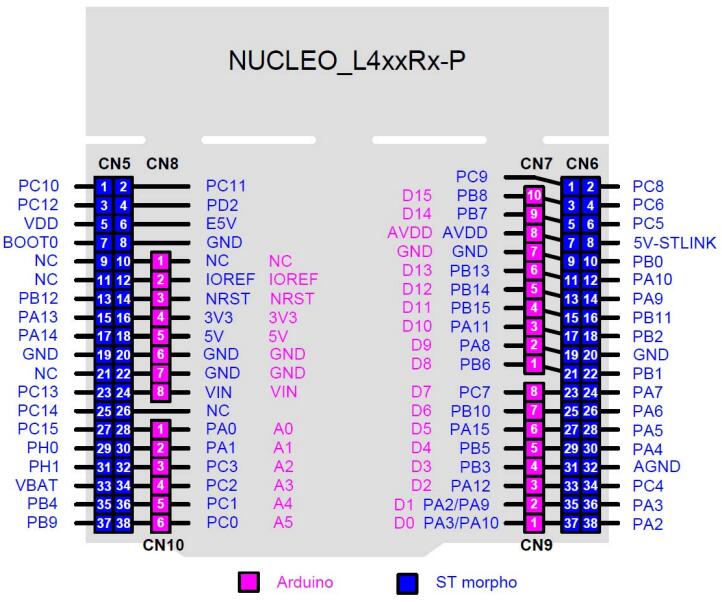 NUCLEO_L4xxRx-P
CN5 CN8 CN7 CN6
PC9
PC10 1 2 PC11 D15 PB8 10 1 2 PC8
PC12 3 4 PD2 D14 PB7 9 3 4 PC6
VDD 5 6 E5V AVDD AVDD 8 5 6 PC5
BOOT0 7 8 GND GND GND 7 7 8 5V-STLINK
NC 9 10 1 NC NC D13 PB13 6 9 10 PB0
NC 11 12 2 IOREF IOREF D12 PB14 5 11 12 PA10
PB12 13 14 3 NRST NRST D11 PB15 4 13 14 PA9
PA13 15 16 4 3V3 3V3 D10 PA11 3 15 16 PB11
PA14 17 18 5 5V 5V D9 PA8 2 17 18 PB2
GND 19 20 6 GND GND D8 PB6 1 19 20 GND
NC 21 22 7 GND GND 21 22 PB1
PC13 23 24 8 VIN VIN D7 PC7 8 23 24 PA7
PC14 25 26 NC D6 PB10 7 25 26 PA6
PC15 27 28 1 PA0 A0 D5 PA15 6 27 28 PA5
PH0 29 30 2 PA1 A1 D4 PB5 5 29 30 PA4
PH1 31 32 3 PC3 A2 D3 PB3 4 31 32 AGND
VBAT 33 34 4 PC2 A3 D2 PA12 3 33 34 PC4
PB4 35 36 5 PC1 A4 D1 PA2/PA9 2 35 36 PA3
PB9 37 38 6 PC0 A5 D0 PA3/PA10 1 37 38 PA2
CN10 CN9
Arduino ST morpho